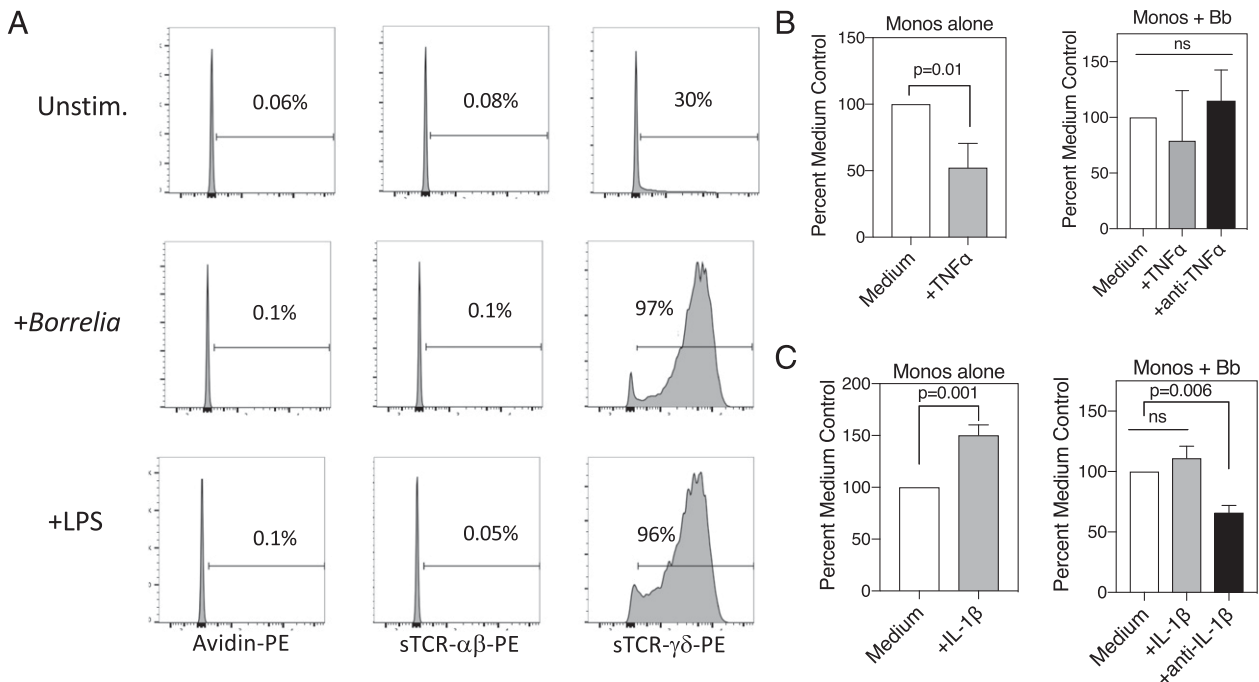 A
Unstim.
0.06%
0.08%
30%
+Borrelia
0.1%
0.1%
97%
+LPS
0.1%
0.05%
96%
Avidin-PE
sTCR-αβ-PE
sTCR-γδ-PE
B
Monos alone
Percent Medium Control
150
100
50
0
p=0.01
Medium
+TNFα
Monos + Bb
Percent Medium Control
150
100
50
0
ns
Medium
+TNFα
+anti-TNFα
C
Monos alone
Percent Medium Control
200
150
100
50
0
p=0.001
Medium
+IL-1β
Monos + Bb
Percent Medium Control
150
100
50
0
p=0.006
ns
Medium
+IL-1β
+anti-IL-1β